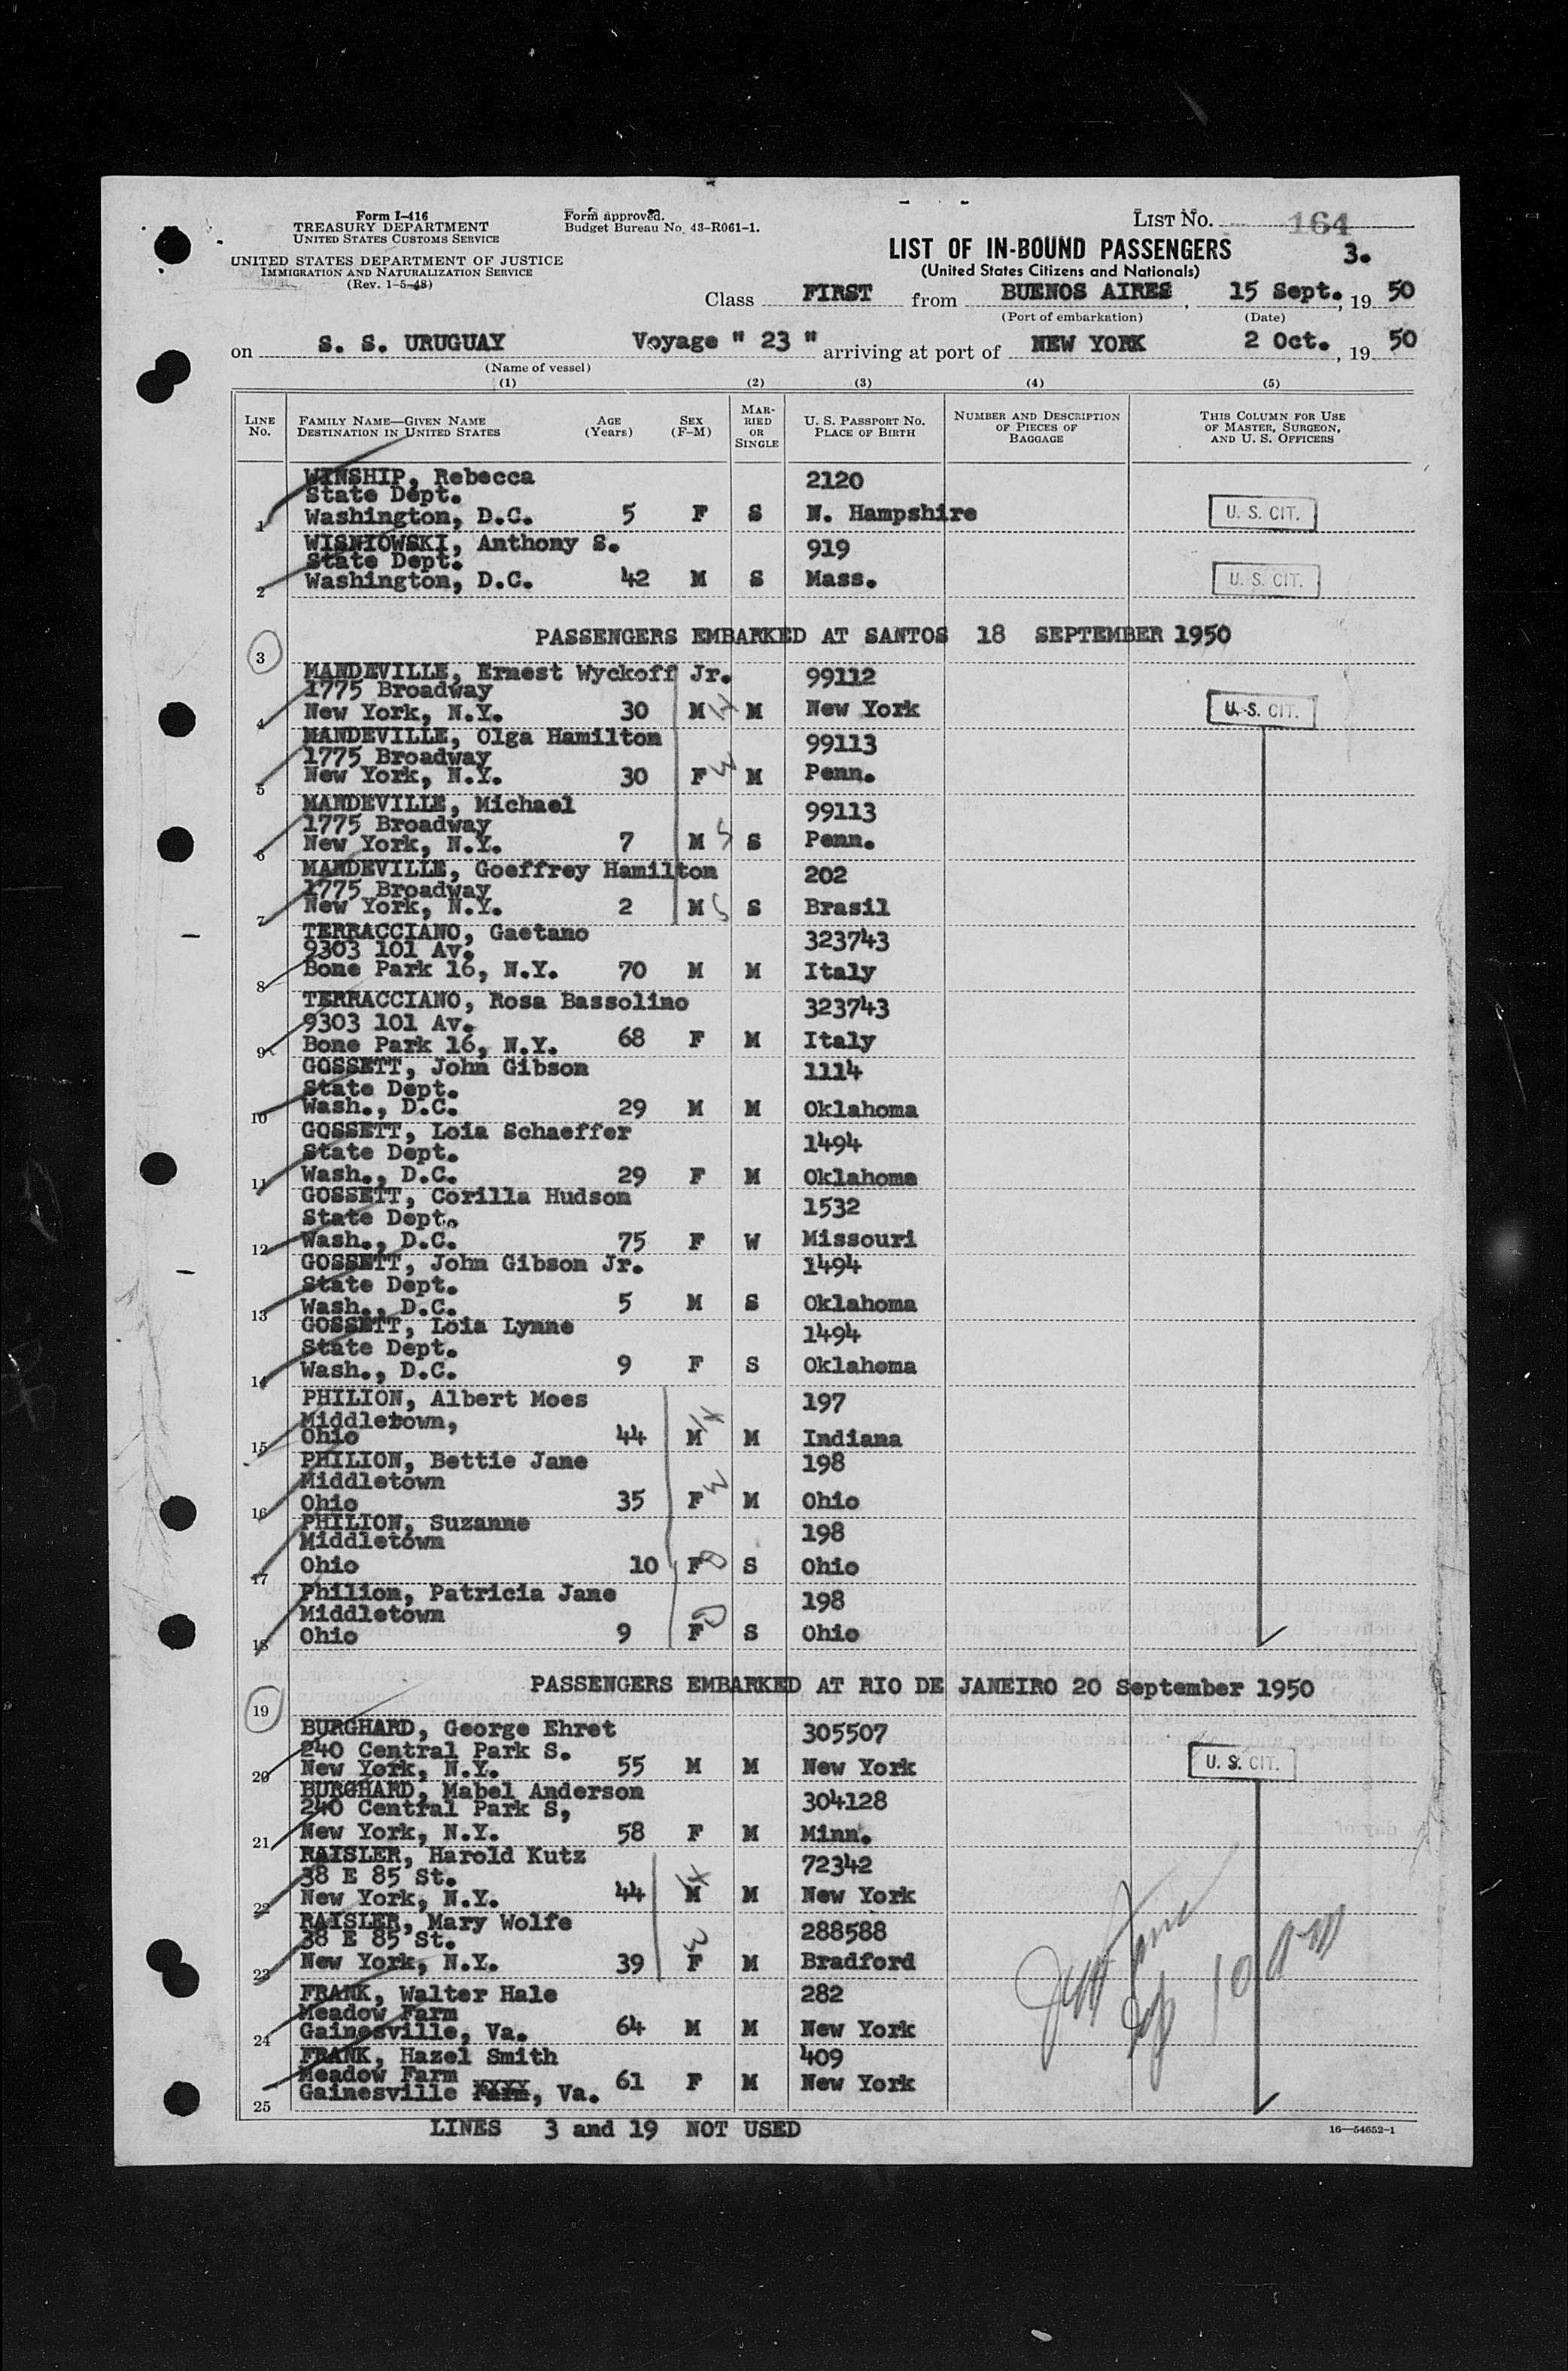 Form I-416
TREASURY DEPARTMENT
UNITED STATES CUSTOMS SERVICE
UNITED STATES DEPARTMENT OF JUSTICE
IMMIGRATION AND NATURALIZATION SERVICE
(Rev. 1-5-48)
Form approved.
Budget Bureau No. 43-R061-1.
LIST No. 164
3.
LIST OF IN-BOUND PASSENGERS
(United States Citizens and Nationals)
Class FIRST from BUENOS AIRES, 15 Sept., 19 50
(Port of embarkation) (Date)
on S. S. URUGUAY Voyage " 23 " arriving at port of NEW YORK 2 Oct., 19 50
(Name of vessel)
(1) (2) (3) (4) (5)
LINE No.
FAMILY NAME—GIVEN NAME
DESTINATION IN UNITED STATES
AGE (Years)
SEX (F-M)
MARRIED OR SINGLE
U. S. PASSPORT No.
PLACE OF BIRTH
NUMBER AND DESCRIPTION OF PIECES OF BAGGAGE
THIS COLUMN FOR USE OF MASTER, SURGEON, AND U. S. OFFICERS
WINSHIP, Rebecca 2120
State Dept.
1 Washington, D.C. 5 F S N. Hampshire U. S. CIT.
WISNIOWSKI, Anthony S. 919
State Dept.
2 Washington, D.C. 42 M S Mass. U. S. CIT.
PASSENGERS EMBARKED AT SANTOS 18 SEPTEMBER 1950
3
MANDEVILLE, Ernest Wyckoff Jr. 99112
1775 Broadway
4 New York, N.Y. 30 M H M New York U. S. CIT.
MANDEVILLE, Olga Hamilton 99113
1775 Broadway
5 New York, N.Y. 30 F W M Penn.
MANDEVILLE, Michael 99113
1775 Broadway
6 New York, N.Y. 7 M S S Penn.
MANDEVILLE, Goeffrey Hamilton 202
1775 Broadway
7 New York, N.Y. 2 M S S Brasil
TERRACCIANO, Gaetano 323743
9303 101 Av.
8 Bone Park 16, N.Y. 70 M M Italy
TERRACCIANO, Rosa Bassolino 323743
9303 101 Av.
9 Bone Park 16, N.Y. 68 F M Italy
GOSSETT, John Gibson 1114
State Dept.
10 Wash., D.C. 29 M M Oklahoma
GOSSETT, Loia Schaeffer 1494
State Dept.
11 Wash., D.C. 29 F M Oklahoma
GOSSETT, Corilla Hudson 1532
State Dept.
12 Wash., D.C. 75 F W Missouri
GOSSETT, John Gibson Jr. 1494
State Dept.
13 Wash., D.C. 5 M S Oklahoma
GOSSETT, Loia Lynne 1494
State Dept.
14 Wash., D.C. 9 F S Oklahoma
PHILION, Albert Moes 197
Middletown,
15 Ohio 44 M H M Indiana
PHILION, Bettie Jane 198
Middletown
16 Ohio 35 F W M Ohio
PHILION, Suzanne 198
Middletown
17 Ohio 10 F D S Ohio
Philion, Patricia Jane 198
Middletown
18 Ohio 9 F D S Ohio
PASSENGERS EMBARKED AT RIO DE JANEIRO 20 September 1950
19
BURGHARD, George Ehret 305507
240 Central Park S.
20 New York, N.Y. 55 M M New York U. S. CIT.
BURGHARD, Mabel Anderson 304128
240 Central Park S,
21 New York, N.Y. 58 F M Minn.
RAISLER, Harold Kutz 72342
38 E 85 St.
22 New York, N.Y. 44 M H M New York
RAISLER, Mary Wolfe 288588
38 E 85 St.
23 New York, N.Y. 39 F W M Bradford
FRANK, Walter Hale 282
Meadow Farm
24 Gainesville, Va. 64 M M New York
FRANK, Hazel Smith 409
Meadow Farm
25 Gainesville Farm, Va. 61 F M New York
LINES 3 and 19 NOT USED
16—54652-1